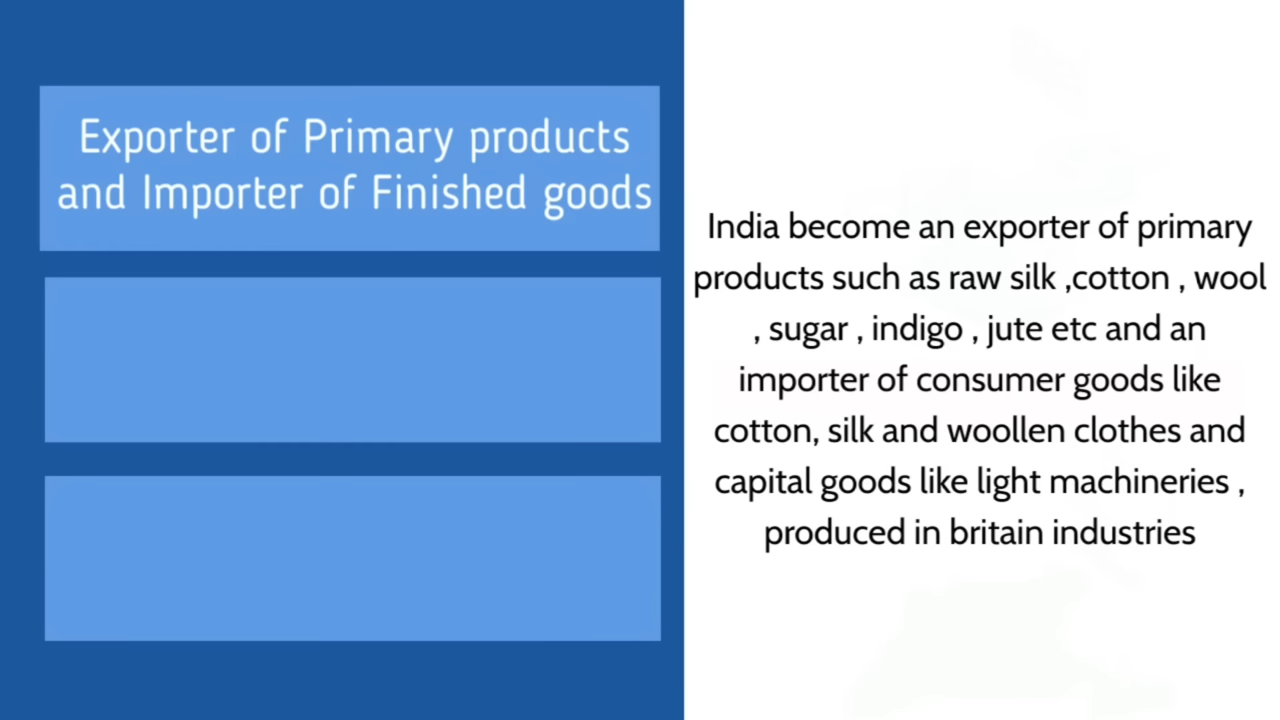 Exporter of Primary products
and Importer of Finished goods
India become an exporter of primary
products such as raw silk ,cotton , wool
, sugar , indigo , jute etc and an
importer of consumer goods like
cotton, silk and woollen clothes and
capital goods like light machineries ,
produced in britain industries